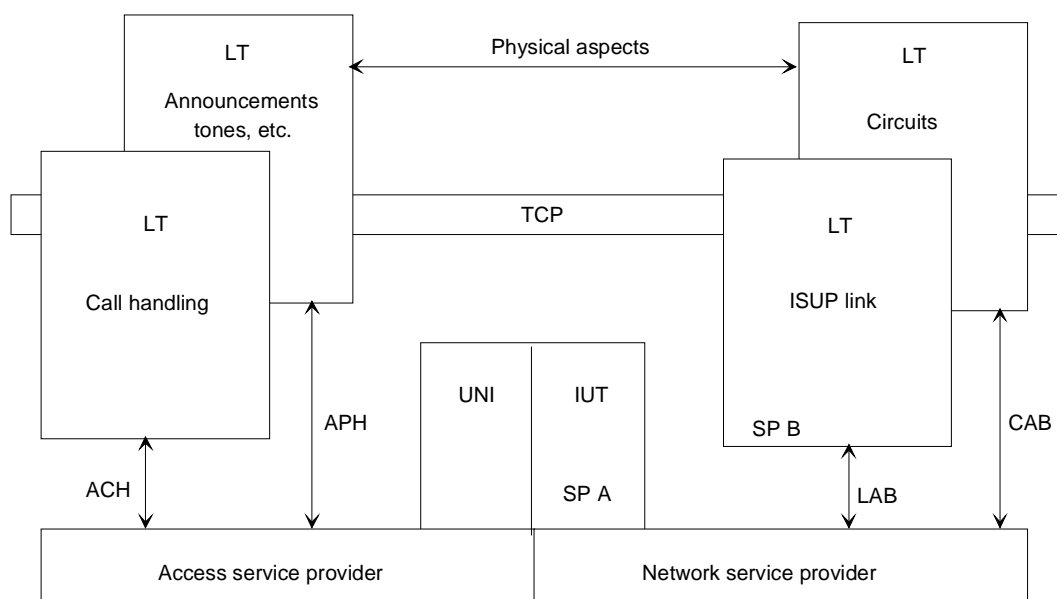 LT
Physical aspects
LT
Announcements
tones, etc.
Circuits
LT
TCP
LT
Call handling
ISUP link
UNI
IUT
APH
SP B
CAB
ACH
SP A
LAB
Access service provider
Network service provider